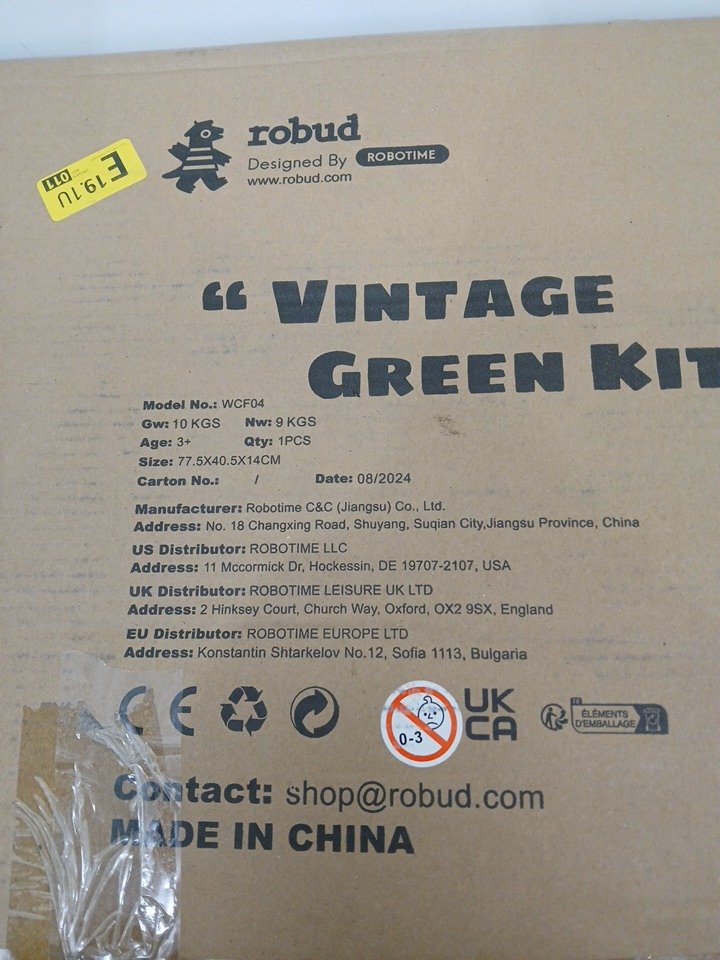 robud
Designed By ROBOTIME
www.robud.com
E 19.1U
011
“ VINTAGE
GREEN KIT
Model No.: WCF04
Gw: 10 KGS Nw: 9 KGS
Age: 3+ Qty: 1PCS
Size: 77.5X40.5X14CM
Carton No.: / Date: 08/2024
Manufacturer: Robotime C&C (Jiangsu) Co., Ltd.
Address: No. 18 Changxing Road, Shuyang, Suqian City,Jiangsu Province, China
US Distributor: ROBOTIME LLC
Address: 11 Mccormick Dr, Hockessin, DE 19707-2107, USA
UK Distributor: ROBOTIME LEISURE UK LTD
Address: 2 Hinksey Court, Church Way, Oxford, OX2 9SX, England
EU Distributor: ROBOTIME EUROPE LTD
Address: Konstantin Shtarkelov No.12, Sofia 1113, Bulgaria
CE
0-3
UK
CA
FR
ÉLÉMENTS
D'EMBALLAGE
Contact: shop@robud.com
MADE IN CHINA